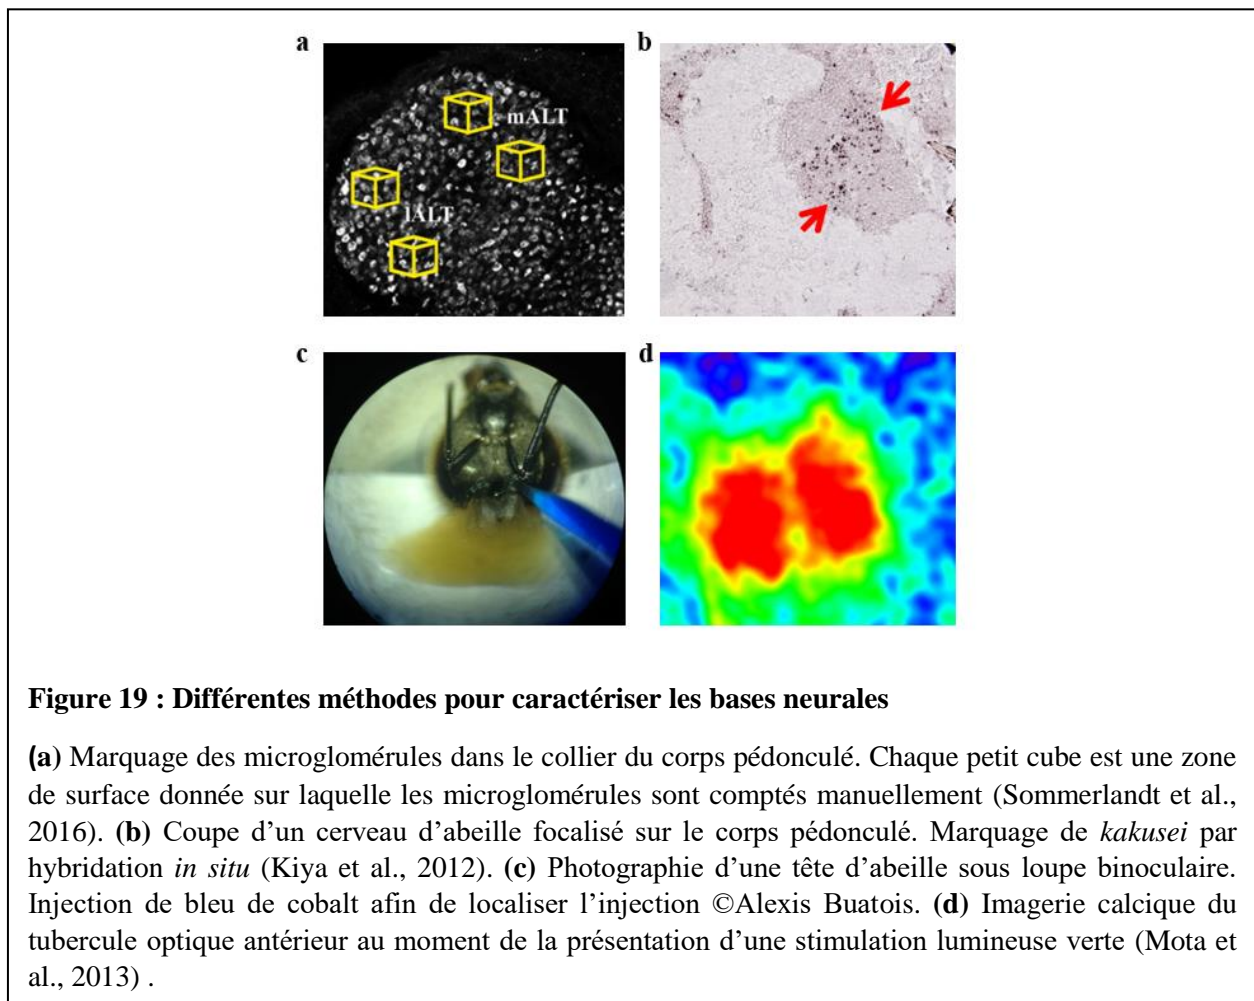 a
b
mALT
lALT
c
d
Figure 19 : Différentes méthodes pour caractériser les bases neurales
(a) Marquage des microglomérules dans le collier du corps pédonculé. Chaque petit cube est une zone
de surface donnée sur laquelle les microglomérules sont comptés manuellement (Sommerlandt et al.,
2016). (b) Coupe d’un cerveau d’abeille focalisé sur le corps pédonculé. Marquage de kakusei par
hybridation in situ (Kiya et al., 2012). (c) Photographie d’une tête d’abeille sous loupe binoculaire.
Injection de bleu de cobalt afin de localiser l’injection ©Alexis Buatois. (d) Imagerie calcique du
tubercule optique antérieur au moment de la présentation d’une stimulation lumineuse verte (Mota et
al., 2013) .